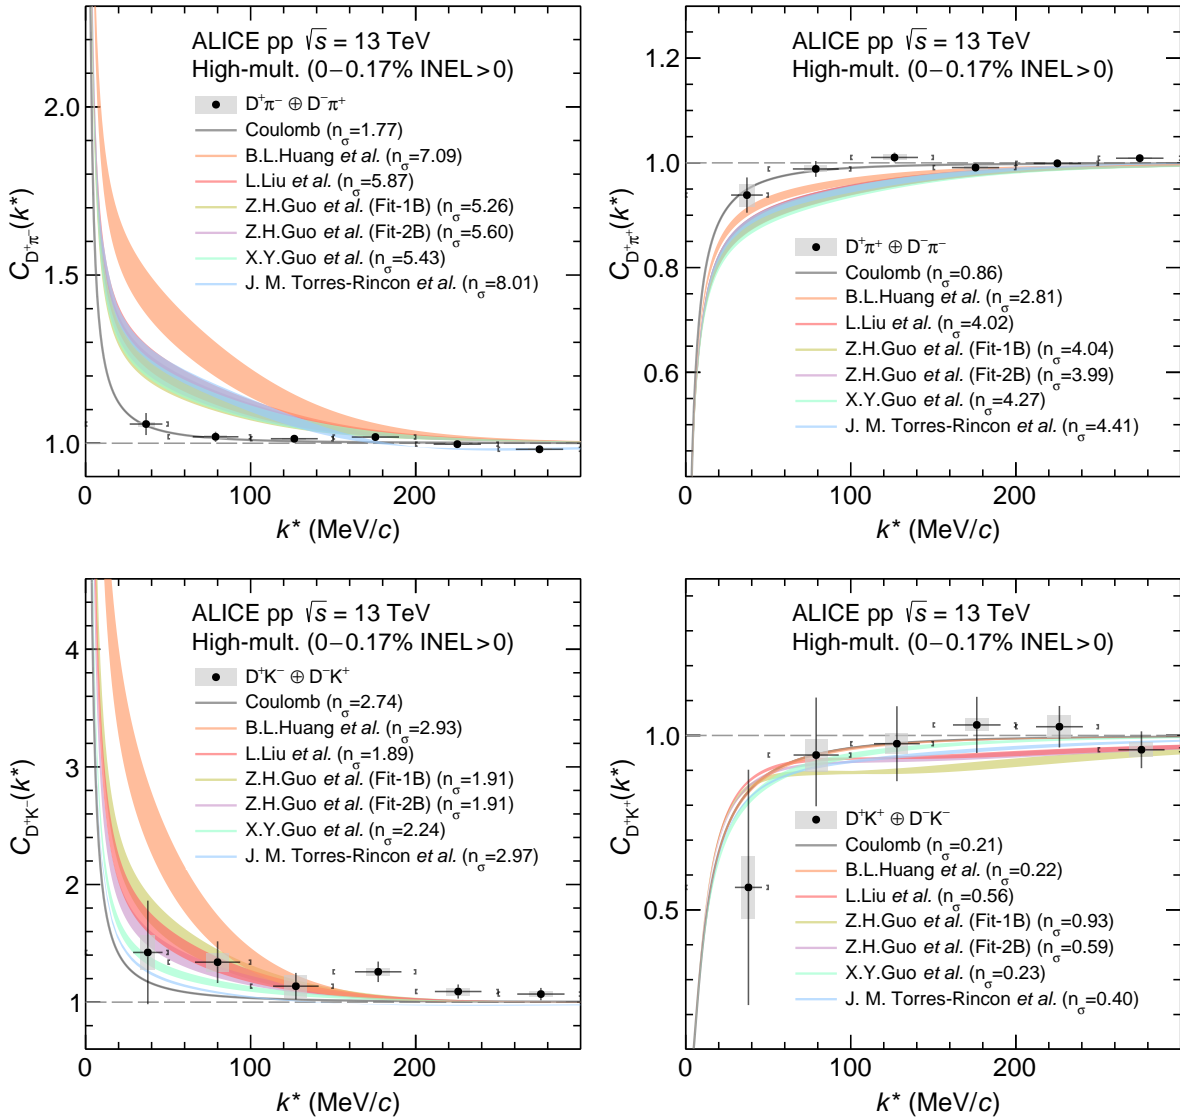 ALICE pp √s = 13 TeV
High-mult. (0−0.17% INEL > 0)
D⁺π⁻ ⊕ D⁻π⁺
Coulomb (nσ=1.77)
B.L.Huang et al. (nσ=7.09)
L.Liu et al. (nσ=5.87)
Z.H.Guo et al. (Fit-1B) (nσ=5.26)
Z.H.Guo et al. (Fit-2B) (nσ=5.60)
X.Y.Guo et al. (nσ=5.43)
J. M. Torres-Rincon et al. (nσ=8.01)
C_D⁺π⁻(k*)
2.0
1.5
1.0
0 100 200
k* (MeV/c)
ALICE pp √s = 13 TeV
High-mult. (0−0.17% INEL > 0)
D⁺π⁺ ⊕ D⁻π⁻
Coulomb (nσ=0.86)
B.L.Huang et al. (nσ=2.81)
L.Liu et al. (nσ=4.02)
Z.H.Guo et al. (Fit-1B) (nσ=4.04)
Z.H.Guo et al. (Fit-2B) (nσ=3.99)
X.Y.Guo et al. (nσ=4.27)
J. M. Torres-Rincon et al. (nσ=4.41)
C_D⁺π⁺(k*)
1.2
1.0
0.8
0.6
0 100 200
k* (MeV/c)
ALICE pp √s = 13 TeV
High-mult. (0−0.17% INEL > 0)
D⁺K⁻ ⊕ D⁻K⁺
Coulomb (nσ=2.74)
B.L.Huang et al. (nσ=2.93)
L.Liu et al. (nσ=1.89)
Z.H.Guo et al. (Fit-1B) (nσ=1.91)
Z.H.Guo et al. (Fit-2B) (nσ=1.91)
X.Y.Guo et al. (nσ=2.24)
J. M. Torres-Rincon et al. (nσ=2.97)
C_D⁺K⁻(k*)
4
3
2
1
0 100 200
k* (MeV/c)
ALICE pp √s = 13 TeV
High-mult. (0−0.17% INEL > 0)
D⁺K⁺ ⊕ D⁻K⁻
Coulomb (nσ=0.21)
B.L.Huang et al. (nσ=0.22)
L.Liu et al. (nσ=0.56)
Z.H.Guo et al. (Fit-1B) (nσ=0.93)
Z.H.Guo et al. (Fit-2B) (nσ=0.59)
X.Y.Guo et al. (nσ=0.23)
J. M. Torres-Rincon et al. (nσ=0.40)
C_D⁺K⁺(k*)
1.0
0.5
0 100 200
k* (MeV/c)